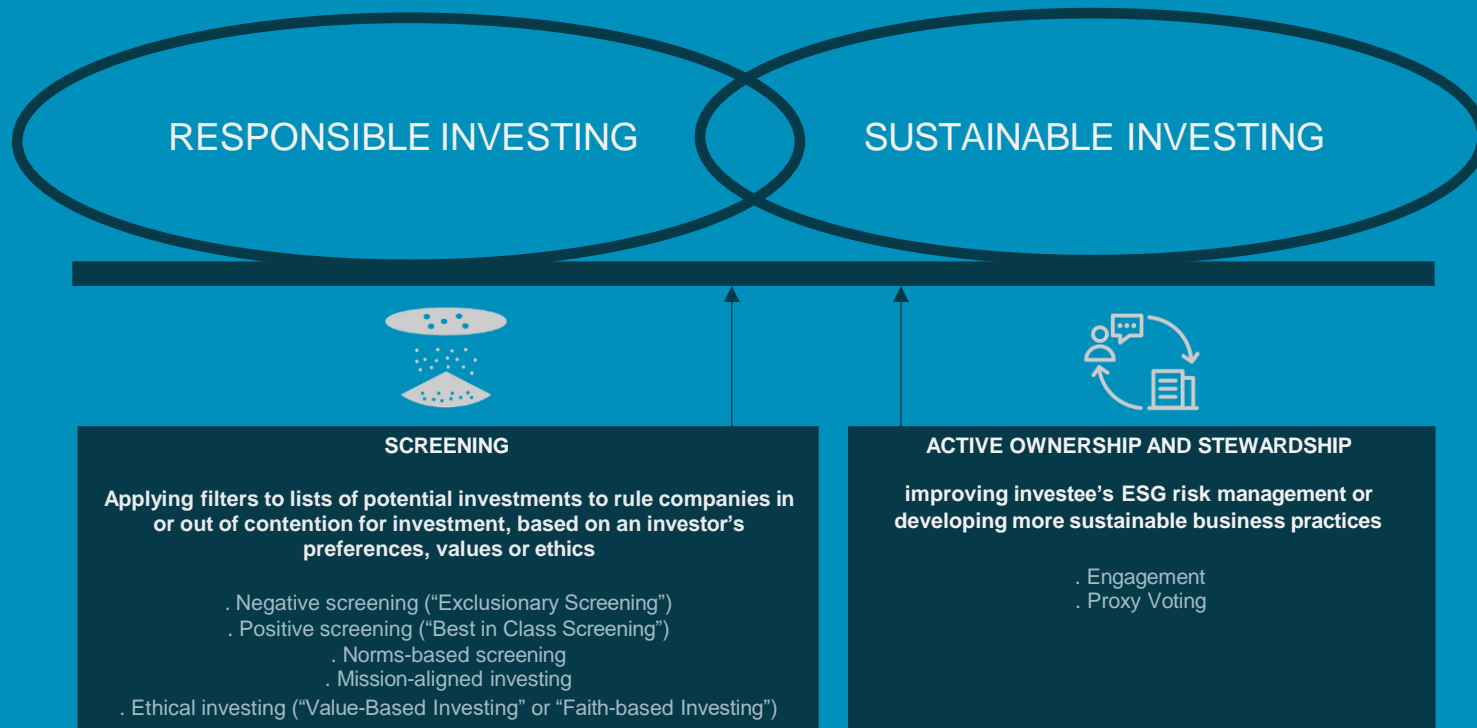 RESPONSIBLE INVESTING
SUSTAINABLE INVESTING
SCREENING
Applying filters to lists of potential investments to rule companies in
or out of contention for investment, based on an investor’s
preferences, values or ethics
. Negative screening (“Exclusionary Screening”)
. Positive screening (“Best in Class Screening”)
. Norms-based screening
. Mission-aligned investing
. Ethical investing (“Value-Based Investing” or “Faith-based Investing”)
ACTIVE OWNERSHIP AND STEWARDSHIP
improving investee’s ESG risk management or
developing more sustainable business practices
. Engagement
. Proxy Voting